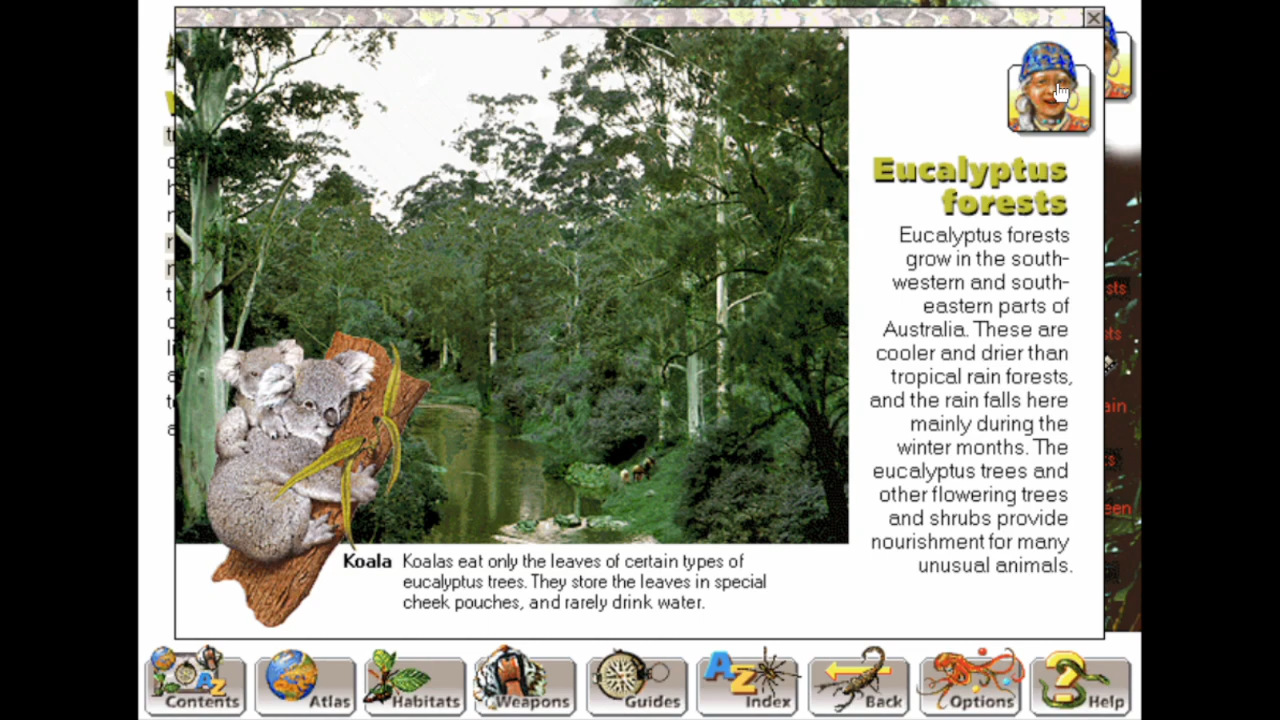 Eucalyptus
forests
Eucalyptus forests
grow in the south-
western and south-
eastern parts of
Australia. These are
cooler and drier than
tropical rain forests,
and the rain falls here
mainly during the
winter months. The
eucalyptus trees and
other flowering trees
and shrubs provide
nourishment for many
unusual animals.
Koala Koalas eat only the leaves of certain types of
eucalyptus trees. They store the leaves in special
cheek pouches, and rarely drink water.
Contents
Atlas
Habitats
Weapons
Guides
AZ
Index
Back
Options
?
Help